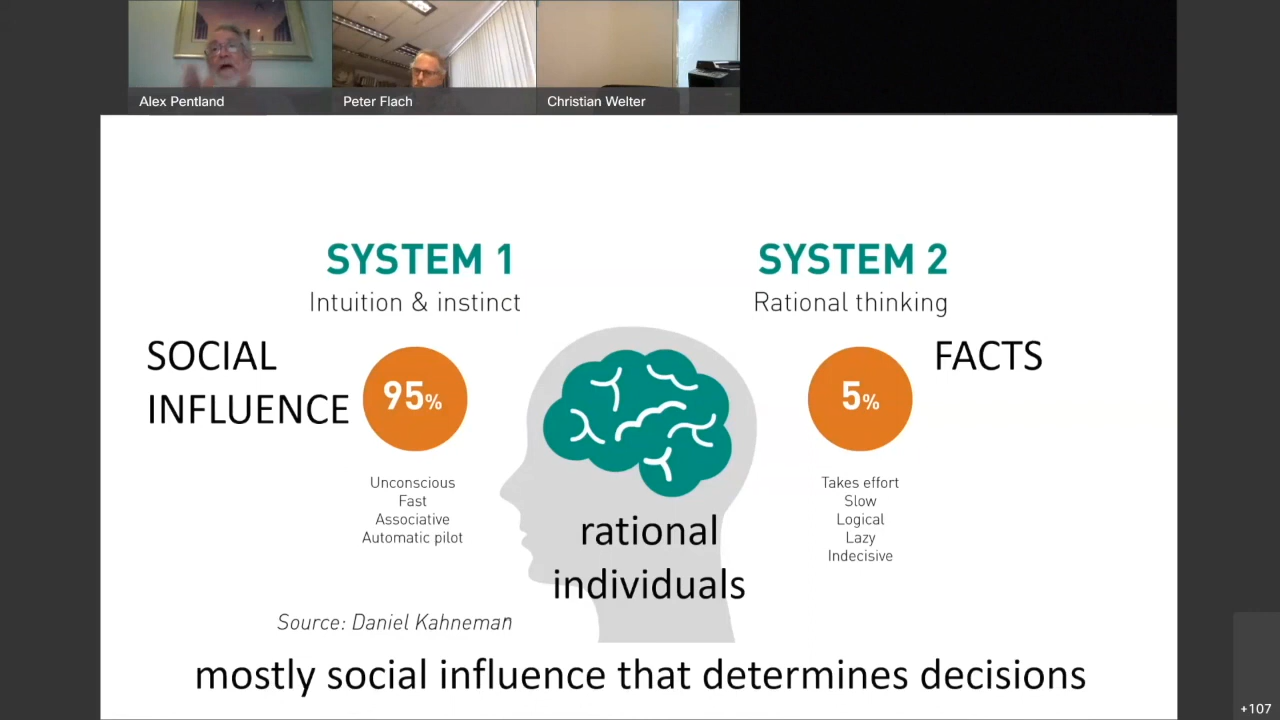 Alex Pentland
Peter Flach
Christian Welter
SYSTEM 1
Intuition & instinct
SYSTEM 2
Rational thinking
SOCIAL
INFLUENCE
95%
5%
FACTS
Unconscious
Fast
Associative
Automatic pilot
Takes effort
Slow
Logical
Lazy
Indecisive
rational
individuals
Source: Daniel Kahneman
mostly social influence that determines decisions
+107